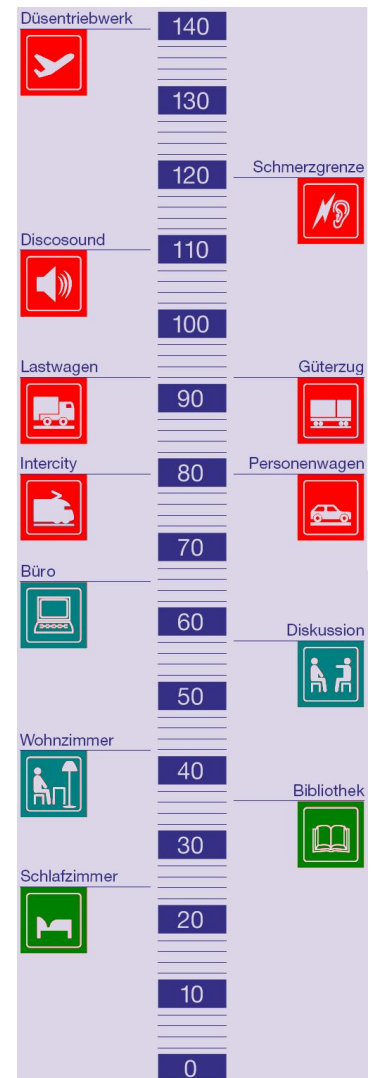 Düsentriebwerk
140
130
120
Schmerzgrenze
Discosound
110
100
Lastwagen
Güterzug
90
Intercity
80
Personenwagen
70
Büro
60
Diskussion
50
Wohnzimmer
40
Bibliothek
30
Schlafzimmer
20
10
0